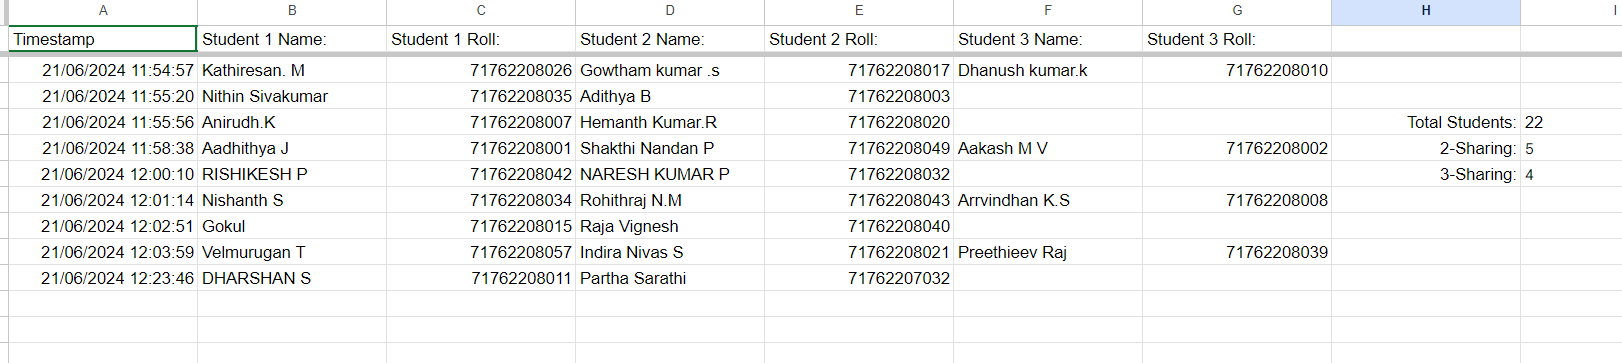 A B C D E F G H I
Timestamp Student 1 Name: Student 1 Roll: Student 2 Name: Student 2 Roll: Student 3 Name: Student 3 Roll:
21/06/2024 11:54:57 Kathiresan. M 71762208026 Gowtham kumar .s 71762208017 Dhanush kumar.k 71762208010
21/06/2024 11:55:20 Nithin Sivakumar 71762208035 Adithya B 71762208003
21/06/2024 11:55:56 Anirudh.K 71762208007 Hemanth Kumar.R 71762208020 Total Students: 22
21/06/2024 11:58:38 Aadhithya J 71762208001 Shakthi Nandan P 71762208049 Aakash M V 71762208002 2-Sharing: 5
21/06/2024 12:00:10 RISHIKESH P 71762208042 NARESH KUMAR P 71762208032 3-Sharing: 4
21/06/2024 12:01:14 Nishanth S 71762208034 Rohithraj N.M 71762208043 Arrvindhan K.S 71762208008
21/06/2024 12:02:51 Gokul 71762208015 Raja Vignesh 71762208040
21/06/2024 12:03:59 Velmurugan T 71762208057 Indira Nivas S 71762208021 Preethieev Raj 71762208039
21/06/2024 12:23:46 DHARSHAN S 71762208011 Partha Sarathi 71762207032